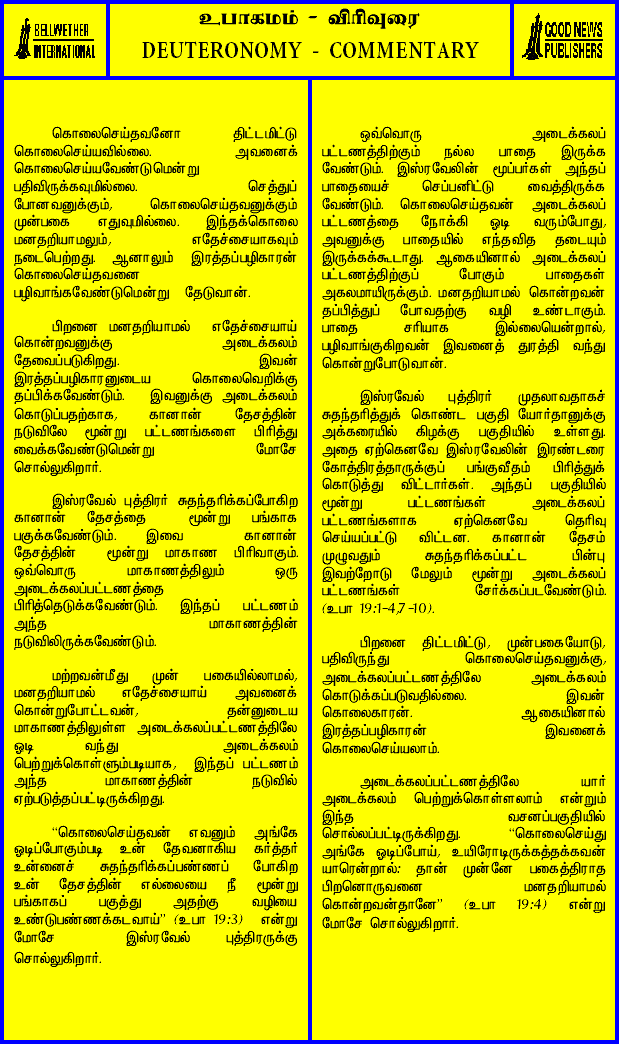 BELLWETHER
INTERNATIONAL
உபாகமம் - விரிவுரை
DEUTERONOMY - COMMENTARY
GOOD NEWS
PUBLISHERS
கொலைசெய்தவனோ திட்டமிட்டு
கொலைசெய்யவில்லை. அவனைக்
கொலைசெய்யவேண்டுமென்று
பதிவிருக்கவுமில்லை. செத்துப்
போனவனுக்கும், கொலைசெய்தவனுக்கும்
முன்பகை எதுவுமில்லை. இந்தக்கொலை
மனதறியாமலும், எதேச்சையாகவும்
நடைபெற்றது. ஆனாலும் இரத்தப்பழிகாரன்
கொலைசெய்தவனை
பழிவாங்கவேண்டுமென்று தேடுவான்.
பிறனை மனதறியாமல் எதேச்சையாய்
கொன்றவனுக்கு அடைக்கலம்
தேவைப்படுகிறது. இவன்
இரத்தப்பழிகாரனுடைய கொலைவெறிக்கு
தப்பிக்கவேண்டும். இவனுக்கு அடைக்கலம்
கொடுப்பதற்காக, கானான் தேசத்தின்
நடுவிலே மூன்று பட்டணங்களை பிரித்து
வைக்கவேண்டுமென்று மோசே
சொல்லுகிறார்.
இஸ்ரவேல் புத்திரர் சுதந்தரிக்கப்போகிற
கானான் தேசத்தை மூன்று பங்காக
பகுக்கவேண்டும். இவை கானான்
தேசத்தின் மூன்று மாகாண பிரிவாகும்.
ஒவ்வொரு மாகாணத்திலும் ஒரு
அடைக்கலப்பட்டணத்தை
பிரித்தெடுக்கவேண்டும். இந்தப் பட்டணம்
அந்த மாகாணத்தின்
நடுவிலிருக்கவேண்டும்.
மற்றவன்மீது முன் பகையில்லாமல்,
மனதறியாமல் எதேச்சையாய் அவனைக்
கொன்றுபோட்டவன், தன்னுடைய
மாகாணத்திலுள்ள அடைக்கலப்பட்டணத்திலே
ஓடி வந்து அடைக்கலம்
பெற்றுக்கொள்ளும்படியாக, இந்தப் பட்டணம்
அந்த மாகாணத்தின் நடுவில்
ஏற்படுத்தப்பட்டிருக்கிறது.
“கொலைசெய்தவன் எவனும் அங்கே
ஓடிப்போகும்படி உன் தேவனாகிய கர்த்தர்
உன்னைச் சுதந்தரிக்கப்பண்ணப் போகிற
உன் தேசத்தின் எல்லையை நீ மூன்று
பங்காகப் பகுத்து அதற்கு வழியை
உண்டுபண்ணக்கடவாய்” (உபா 19:3) என்று
மோசே இஸ்ரவேல் புத்திரருக்கு
சொல்லுகிறார்.
ஒவ்வொரு அடைக்கலப்
பட்டணத்திற்கும் நல்ல பாதை இருக்க
வேண்டும். இஸ்ரவேலின் மூப்பர்கள் அந்தப்
பாதையைச் செப்பனிட்டு வைத்திருக்க
வேண்டும். கொலைசெய்தவன் அடைக்கலப்
பட்டணத்தை நோக்கி ஓடி வரும்போது,
அவனுக்கு பாதையில் எந்தவித தடையும்
இருக்கக்கூடாது. ஆகையினால் அடைக்கலப்
பட்டணத்திற்குப் போகும் பாதைகள்
அகலமாயிருக்கும். மனதறியாமல் கொன்றவன்
தப்பித்துப் போவதற்கு வழி உண்டாகும்.
பாதை சரியாக இல்லையென்றால்,
பழிவாங்குகிறவன் இவனைத் துரத்தி வந்து
கொன்றுபோடுவான்.
இஸ்ரவேல் புத்திரர் முதலாவதாகச்
சுதந்தரித்துக் கொண்ட பகுதி யோர்தானுக்கு
அக்கரையில் கிழக்கு பகுதியில் உள்ளது.
அதை ஏற்கெனவே இஸ்ரவேலின் இரண்டரை
கோத்திரத்தாருக்குப் பங்குவீதம் பிரித்துக்
கொடுத்து விட்டார்கள். அந்தப் பகுதியில்
மூன்று பட்டணங்கள் அடைக்கலப்
பட்டணங்களாக ஏற்கெனவே தெரிவு
செய்யப்பட்டு விட்டன. கானான் தேசம்
முழுவதும் சுதந்தரிக்கப்பட்ட பின்பு
இவற்றோடு மேலும் மூன்று அடைக்கலப்
பட்டணங்கள் சேர்க்கப்படவேண்டும்.
(உபா 19:1-4,7-10).
பிறனை திட்டமிட்டு, முன்பகையோடு,
பதிவிருந்து கொலைசெய்தவனுக்கு,
அடைக்கலப்பட்டணத்திலே அடைக்கலம்
கொடுக்கப்படுவதில்லை. இவன்
கொலைகாரன். ஆகையினால்
இரத்தப்பழிகாரன் இவனைக்
கொலைசெய்யலாம்.
அடைக்கலப்பட்டணத்திலே யார்
அடைக்கலம் பெற்றுக்கொள்ளலாம் என்றும்
இந்த வசனப்பகுதியில்
சொல்லப்பட்டிருக்கிறது. “கொலைசெய்து
அங்கே ஓடிப்போய், உயிரோடிருக்கத்தக்கவன்
யாரென்றால்: தான் முன்னே பகைத்திராத
பிறனொருவனை மனதறியாமல்
கொன்றவன்தானே” (உபா 19:4) என்று
மோசே சொல்லுகிறார்.